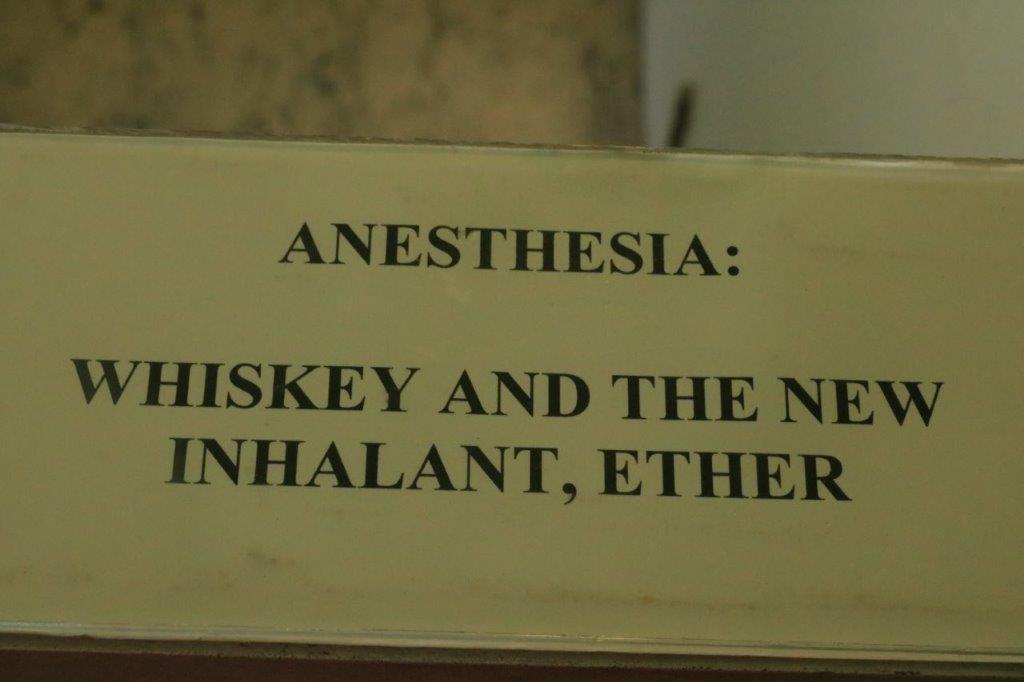 ANESTHESIA:
WHISKEY AND THE NEW
INHALANT, ETHER